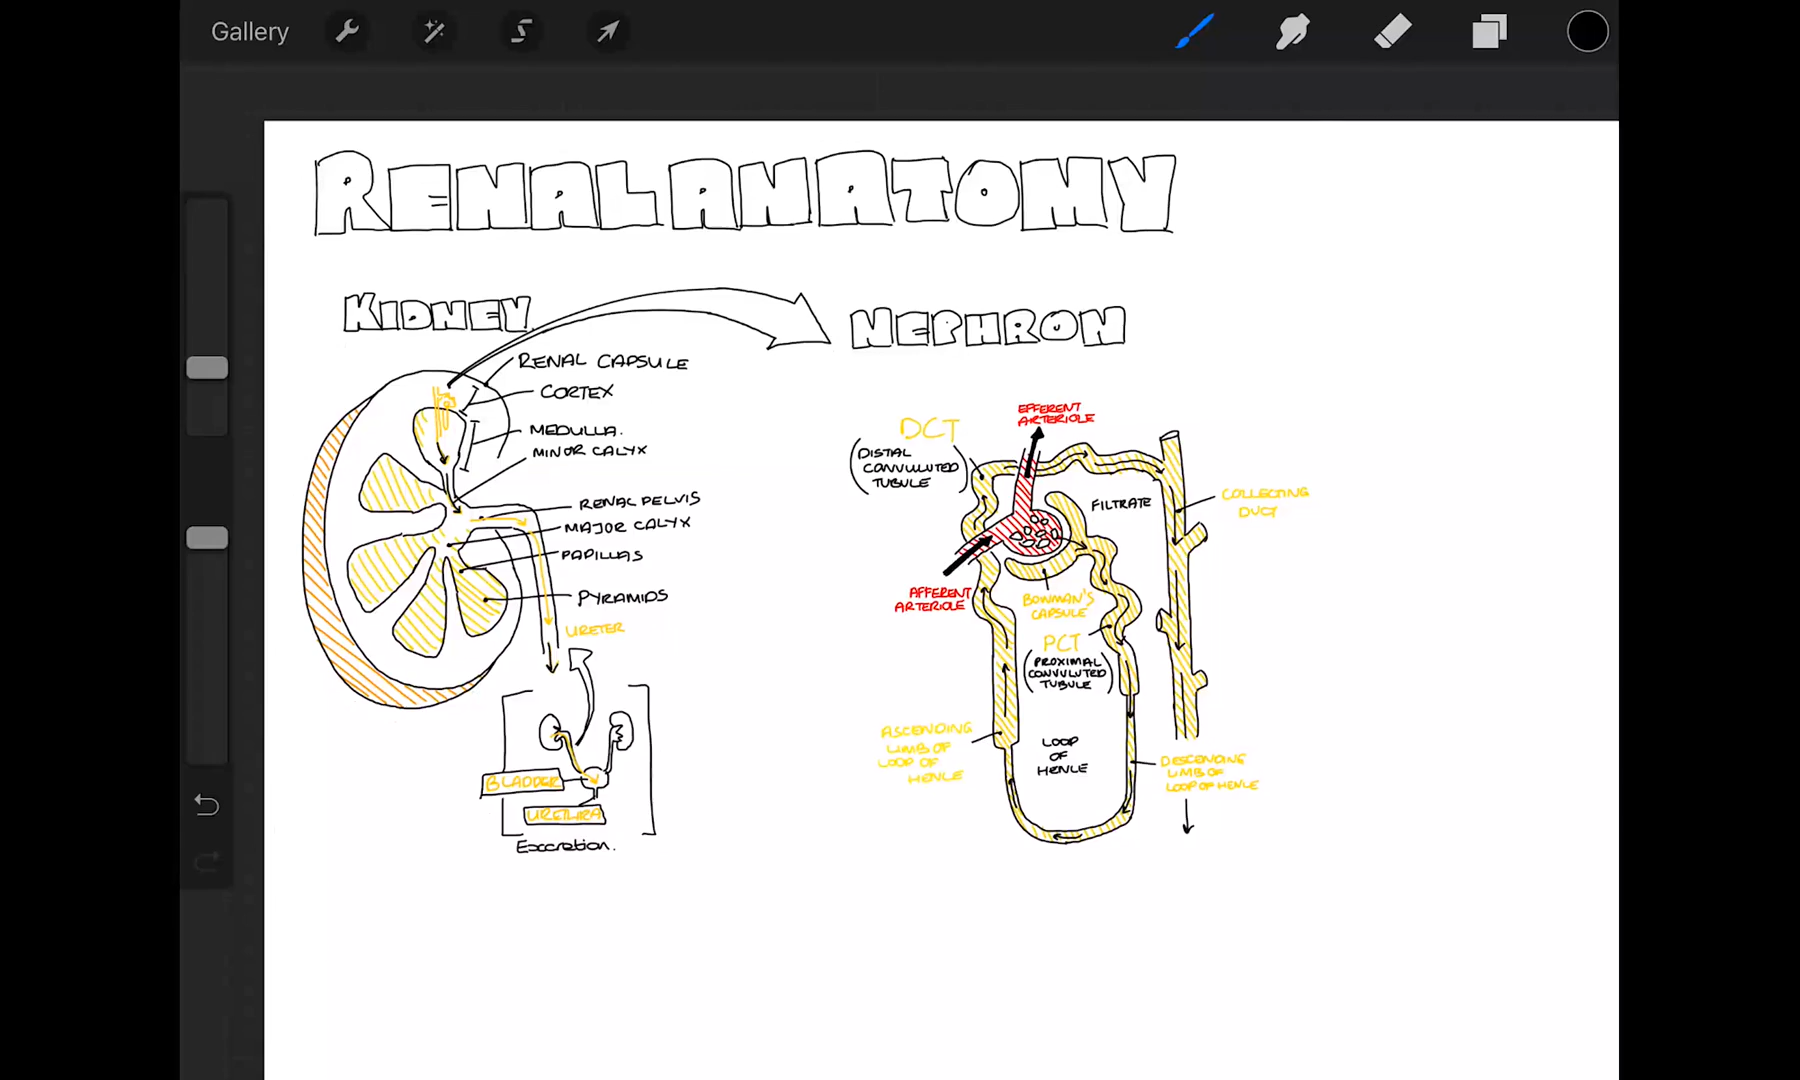 Gallery
RENAL ANATOMY
KIDNEY
RENAL CAPSULE
CORTEX
MEDULLA.
MINOR CALYX
RENAL PELVIS
MAJOR CALYX
PAPILLAS
PYRAMIDS
URETER
BLADDER
URETHRA
Exccretion.
NEPHRON
EFFERENT
ARTERIOLE
DCT
(DISTAL
CONVULUTED
TUBULE)
FILTRATE
COLLECTING
DUCT
AFFERENT
ARTERIOLE
BOWMAN'S
CAPSULE
PCT
(PROXIMAL
CONVULUTED
TUBULE)
ASCENDING
LIMB OF
LOOP OF
HENLE
LOOP
OF
HENLE
DESCENDING
LIMB OF
LOOP OF HENLE